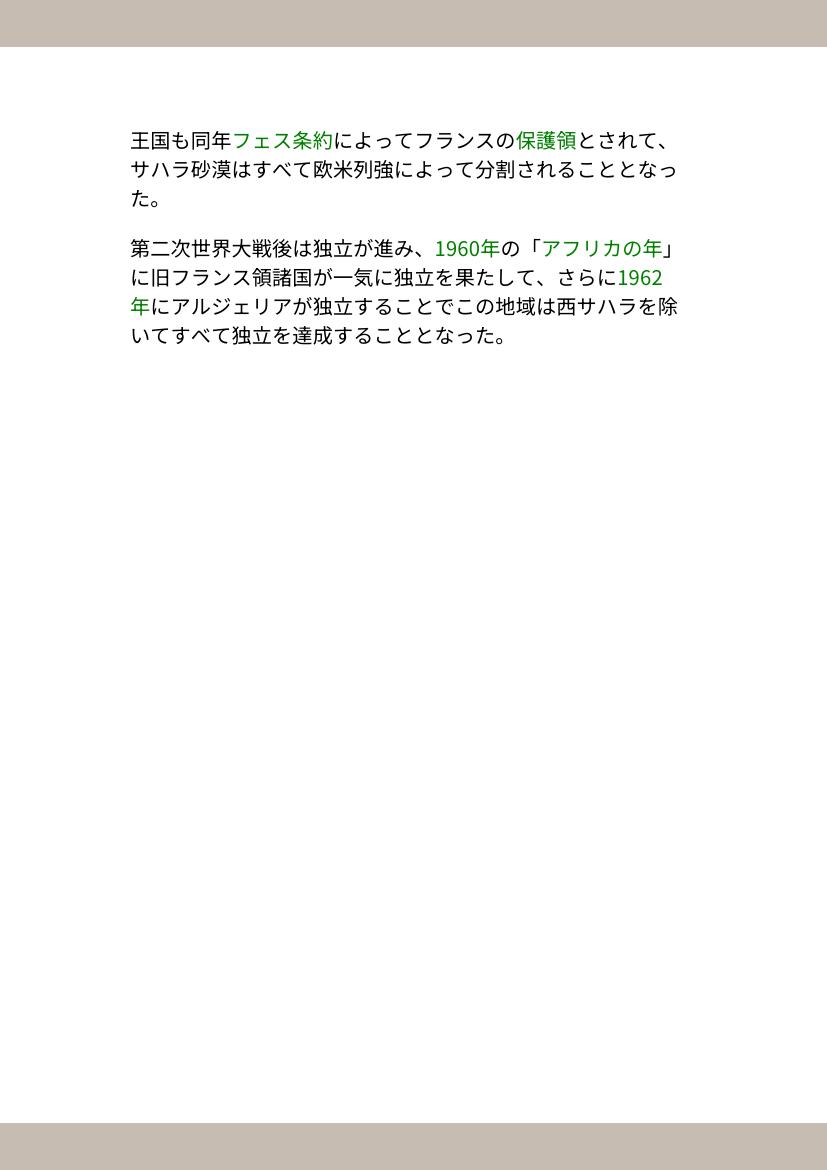 王国も同年フェス条約によってフランスの保護領とされて、
サハラ砂漠はすべて欧米列強によって分割されることとなっ
た。
第二次世界大戦後は独立が進み、1960年の「アフリカの年」
に旧フランス領諸国が一気に独立を果たして、さらに1962
年にアルジェリアが独立することでこの地域は西サハラを除
いてすべて独立を達成することとなった。